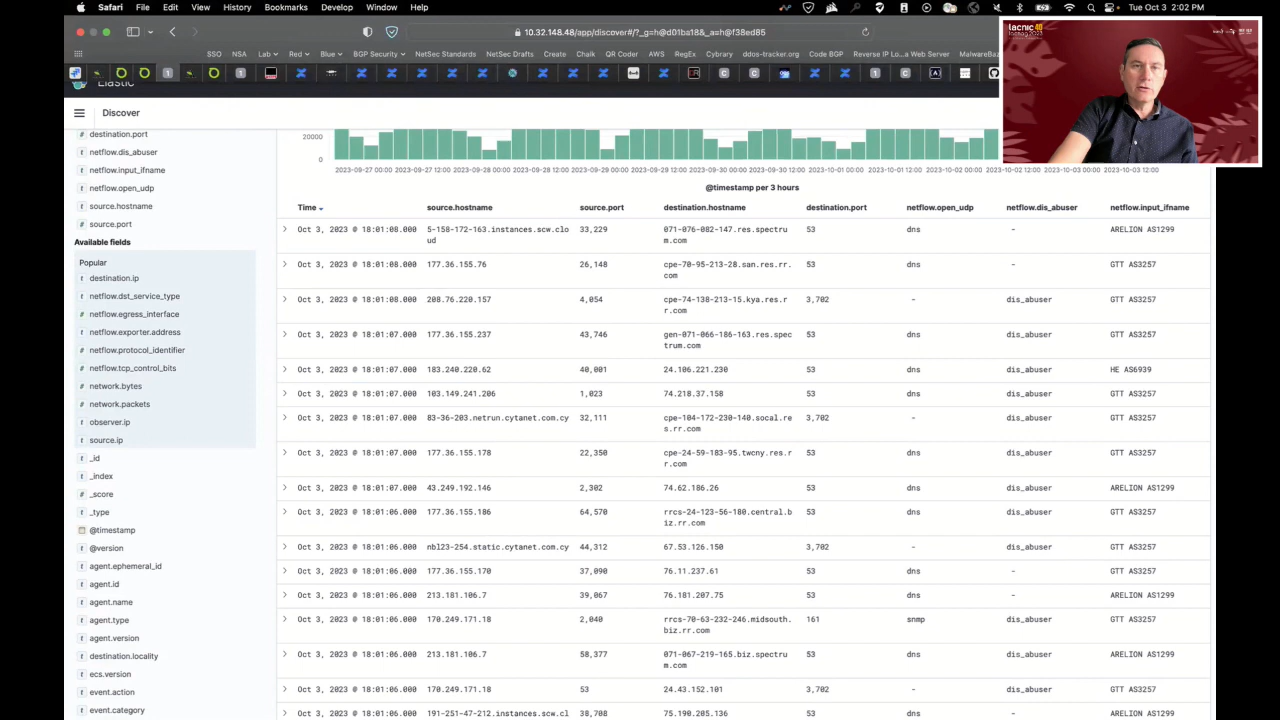 Safari File Edit View History Bookmarks Develop Window Help Tue Oct 3 2:02 PM
10.32.148.48/app/discover#/?_g=h@d01ba18&_a=h@f38ed85
SSO NSA Lab Red Blue BGP Security NetSec Standards NetSec Drafts Create Chalk QR Coder AWS RegEx Cybrary ddos-tracker.org Code BGP Reverse IP Lo...a Web Server MalwareBaz
Elastic
lacnic 40
Discover
destination.port
netflow.dis_abuser
netflow.input_ifname
netflow.open_udp
source.hostname
source.port
Available fields
Popular
destination.ip
netflow.dst_service_type
netflow.egress_interface
netflow.exporter.address
netflow.protocol_identifier
netflow.tcp_control_bits
network.bytes
network.packets
observer.ip
source.ip
_id
_index
_score
_type
@timestamp
@version
agent.ephemeral_id
agent.id
agent.name
agent.type
agent.version
destination.locality
ecs.version
event.action
event.category
20000
0
2023-09-27 00:00 2023-09-27 12:00 2023-09-28 00:00 2023-09-28 12:00 2023-09-29 00:00 2023-09-29 12:00 2023-09-30 00:00 2023-09-30 12:00 2023-10-01 00:00 2023-10-01 12:00 2023-10-02 00:00 2023-10-02 12:00 2023-10-03 00:00 2023-10-03 12:00
@timestamp per 3 hours
Time source.hostname source.port destination.hostname destination.port netflow.open_udp netflow.dis_abuser netflow.input_ifname
Oct 3, 2023 @ 18:01:08.000 5-158-172-163.instances.scw.clo 33,229 071-076-082-147.res.spectru 53 dns - ARELION AS1299
ud m.com
Oct 3, 2023 @ 18:01:08.000 177.36.155.76 26,148 cpe-70-95-213-28.san.res.rr. 53 dns - GTT AS3257
com
Oct 3, 2023 @ 18:01:08.000 208.76.220.157 4,054 cpe-74-138-213-15.kya.res.r 3,702 - dis_abuser GTT AS3257
r.com
Oct 3, 2023 @ 18:01:07.000 177.36.155.237 43,746 gen-071-066-186-163.res.spec 53 dns dis_abuser GTT AS3257
trum.com
Oct 3, 2023 @ 18:01:07.000 183.240.220.62 40,001 24.106.221.230 53 dns dis_abuser HE AS6939
Oct 3, 2023 @ 18:01:07.000 103.149.241.206 1,023 74.218.37.158 53 dns dis_abuser GTT AS3257
Oct 3, 2023 @ 18:01:07.000 83-36-203.netrun.cytanet.com.cy 32,111 cpe-104-172-230-140.socal.re 3,702 - dis_abuser GTT AS3257
s.rr.com
Oct 3, 2023 @ 18:01:07.000 177.36.155.178 22,350 cpe-24-59-183-95.twcny.res.r 53 dns dis_abuser GTT AS3257
r.com
Oct 3, 2023 @ 18:01:07.000 43.249.192.146 2,302 74.62.186.26 53 dns dis_abuser ARELION AS1299
Oct 3, 2023 @ 18:01:07.000 177.36.155.186 64,570 rrcs-24-123-56-180.central.b 53 dns dis_abuser GTT AS3257
iz.rr.com
Oct 3, 2023 @ 18:01:06.000 nbl23-254.static.cytanet.com.cy 44,312 67.53.126.150 3,702 - dis_abuser GTT AS3257
Oct 3, 2023 @ 18:01:06.000 177.36.155.170 37,090 76.11.237.61 53 dns - GTT AS3257
Oct 3, 2023 @ 18:01:06.000 213.181.106.7 39,067 76.181.207.75 53 dns - ARELION AS1299
Oct 3, 2023 @ 18:01:06.000 170.249.171.18 2,040 rrcs-70-63-232-246.midsouth. 161 snmp dis_abuser GTT AS3257
biz.rr.com
Oct 3, 2023 @ 18:01:06.000 213.181.106.7 58,377 071-067-219-165.biz.spectru 53 dns dis_abuser ARELION AS1299
m.com
Oct 3, 2023 @ 18:01:06.000 170.249.171.18 53 24.43.152.101 3,702 - dis_abuser GTT AS3257
Oct 3, 2023 @ 18:01:06.000 191-251-47-212.instances.scw.cl 38,708 75.190.205.136 53 dns dis_abuser ARELION AS1299